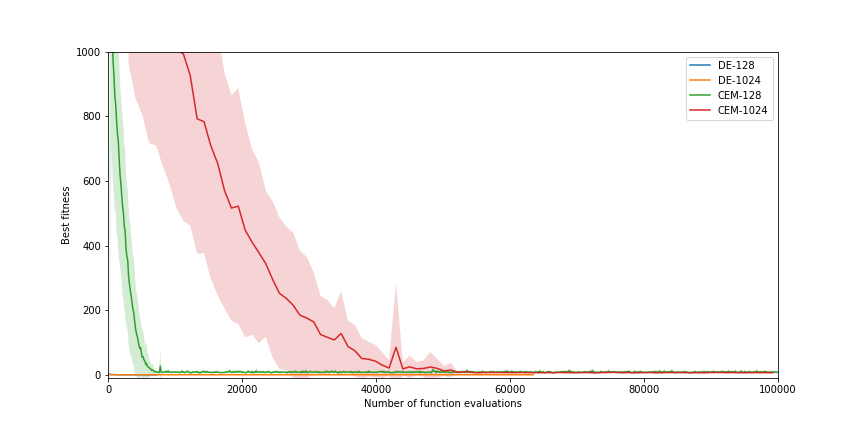 1000
800
600
400
200
0
Best fitness
0 20000 40000 60000 80000 100000
Number of function evaluations
DE-128
DE-1024
CEM-128
CEM-1024